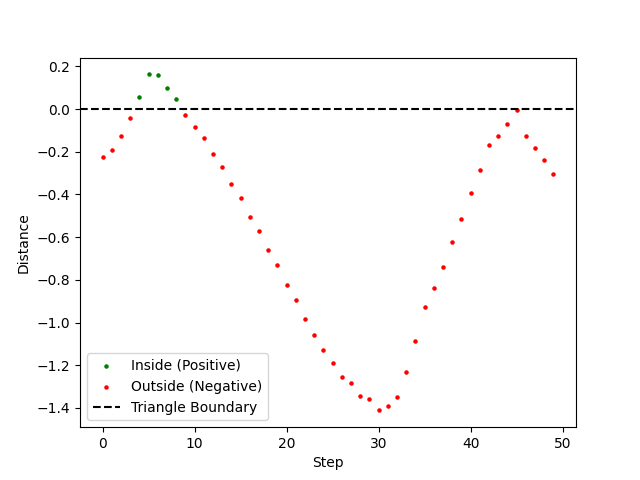 0.2
0.0
−0.2
−0.4
−0.6
−0.8
−1.0
−1.2
−1.4
Distance
Inside (Positive)
Outside (Negative)
Triangle Boundary
0 10 20 30 40 50
Step